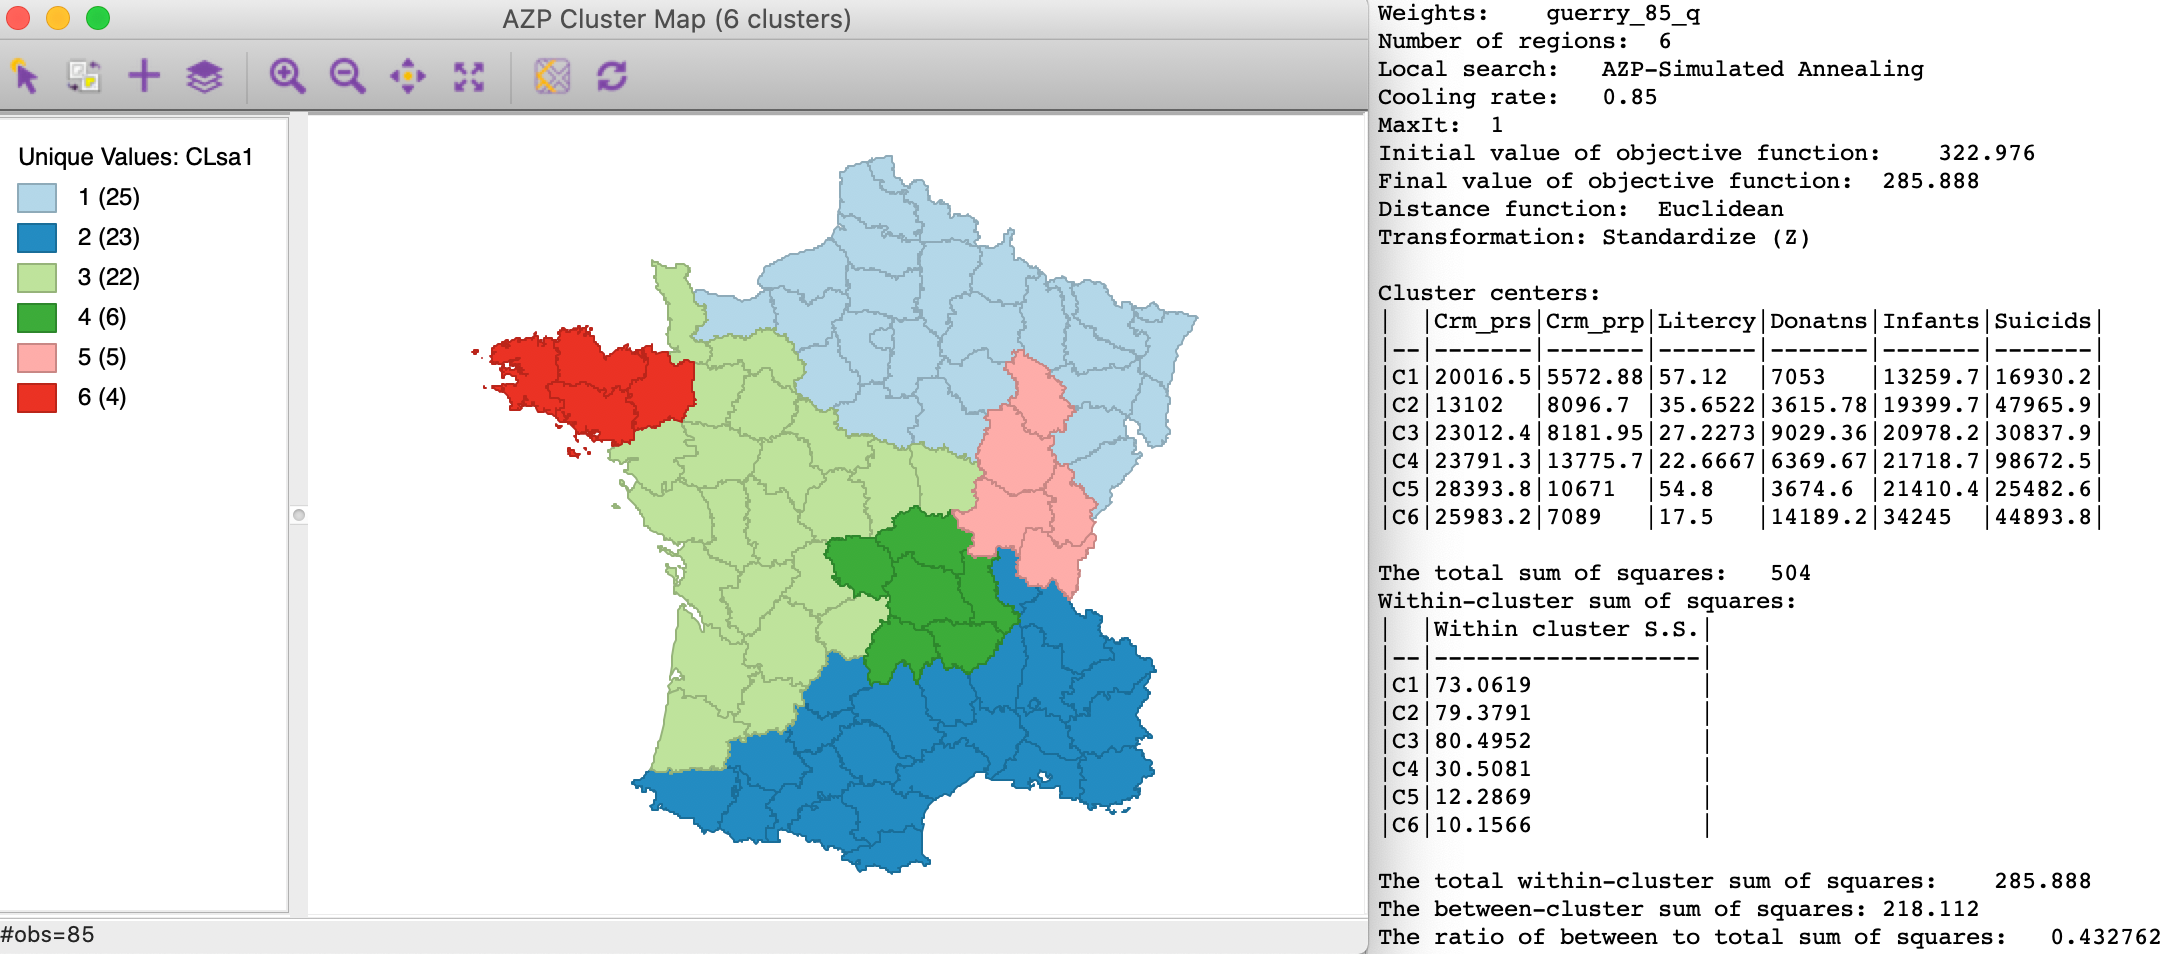 AZP Cluster Map (6 clusters)
Unique Values: CLsa1
1 (25)
2 (23)
3 (22)
4 (6)
5 (5)
6 (4)
#obs=85
Weights: guerry_85_q
Number of regions: 6
Local search: AZP-Simulated Annealing
Cooling rate: 0.85
MaxIt: 1
Initial value of objective function: 322.976
Final value of objective function: 285.888
Distance function: Euclidean
Transformation: Standardize (Z)
Cluster centers:
|  |Crm_prs|Crm_prp|Litercy|Donatns|Infants|Suicids|
|--|-------|-------|-------|-------|-------|-------|
|C1|20016.5|5572.88|57.12  |7053   |13259.7|16930.2|
|C2|13102  |8096.7 |35.6522|3615.78|19399.7|47965.9|
|C3|23012.4|8181.95|27.2273|9029.36|20978.2|30837.9|
|C4|23791.3|13775.7|22.6667|6369.67|21718.7|98672.5|
|C5|28393.8|10671  |54.8   |3674.6 |21410.4|25482.6|
|C6|25983.2|7089   |17.5   |14189.2|34245  |44893.8|
The total sum of squares: 504
Within-cluster sum of squares:
|  |Within cluster S.S.|
|--|-------------------|
|C1|73.0619            |
|C2|79.3791            |
|C3|80.4952            |
|C4|30.5081            |
|C5|12.2869            |
|C6|10.1566            |
The total within-cluster sum of squares: 285.888
The between-cluster sum of squares: 218.112
The ratio of between to total sum of squares: 0.432762